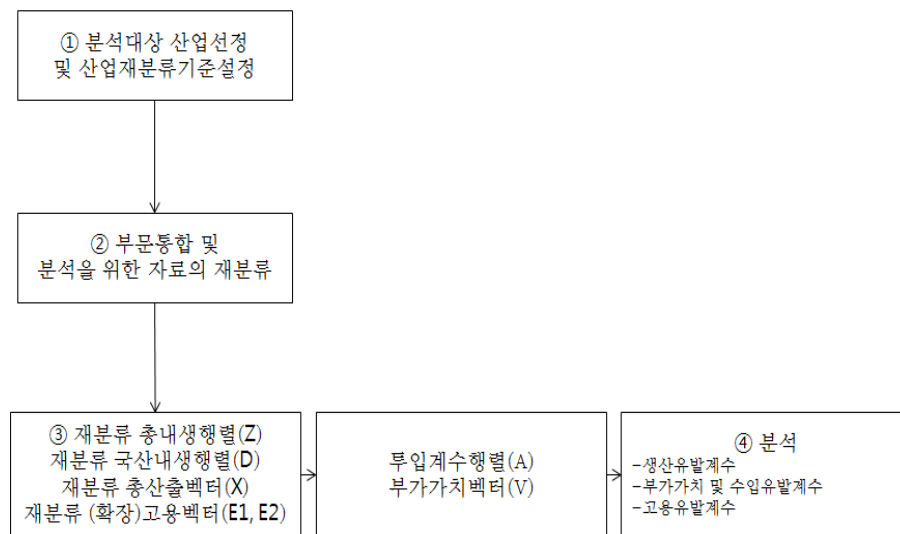 ① 분석대상 산업선정
및 산업재분류기준설정
② 부문통합 및
분석을 위한 자료의 재분류
③ 재분류 총내생행렬(Z)
재분류 국산내생행렬(D)
재분류 총산출벡터(X)
재분류 (확장)고용벡터(E1, E2)
투입계수행렬(A)
부가가치벡터(V)
④ 분석
-생산유발계수
-부가가치 및 수입유발계수
-고용유발계수